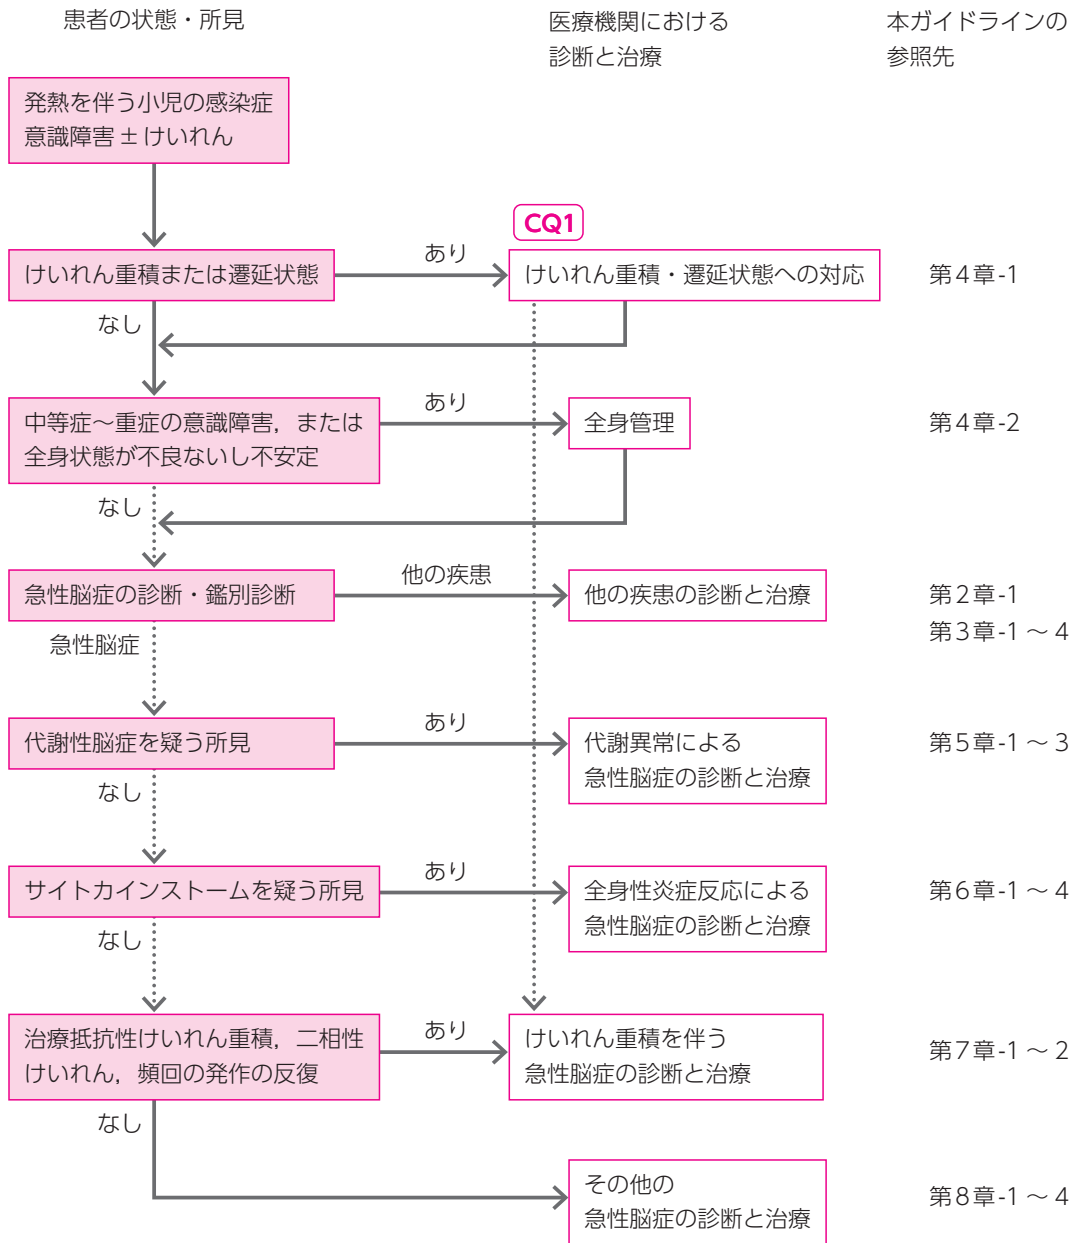 患者の状態・所見
医療機関における
診断と治療
本ガイドラインの
参照先
発熱を伴う小児の感染症
意識障害 ± けいれん
CQ1
けいれん重積または遷延状態
あり
けいれん重積・遷延状態への対応
第4章-1
なし
中等症〜重症の意識障害，または
全身状態が不良ないし不安定
あり
全身管理
第4章-2
なし
急性脳症の診断・鑑別診断
他の疾患
他の疾患の診断と治療
第2章-1
第3章-1 〜 4
急性脳症
代謝性脳症を疑う所見
あり
代謝異常による
急性脳症の診断と治療
第5章-1 〜 3
なし
サイトカインストームを疑う所見
あり
全身性炎症反応による
急性脳症の診断と治療
第6章-1 〜 4
なし
治療抵抗性けいれん重積，二相性
けいれん，頻回の発作の反復
あり
けいれん重積を伴う
急性脳症の診断と治療
第7章-1 〜 2
なし
その他の
急性脳症の診断と治療
第8章-1 〜 4